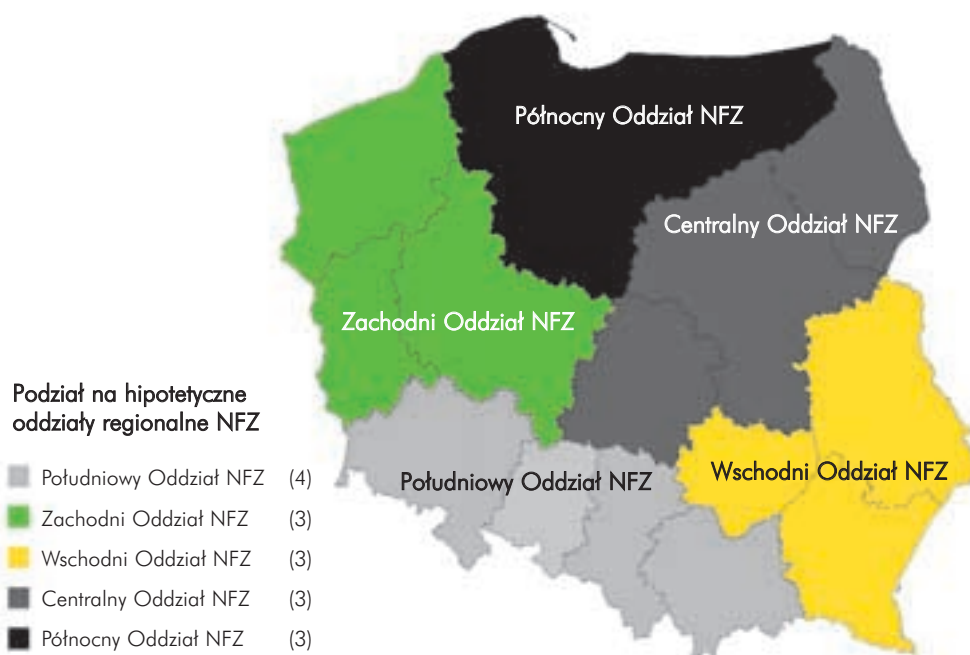 Północny Oddział NFZ
Centralny Oddział NFZ
Zachodni Oddział NFZ
Wschodni Oddział NFZ
Południowy Oddział NFZ
Podział na hipotetyczne
oddziały regionalne NFZ
Południowy Oddział NFZ (4)
Zachodni Oddział NFZ (3)
Wschodni Oddział NFZ (3)
Centralny Oddział NFZ (3)
Północny Oddział NFZ (3)